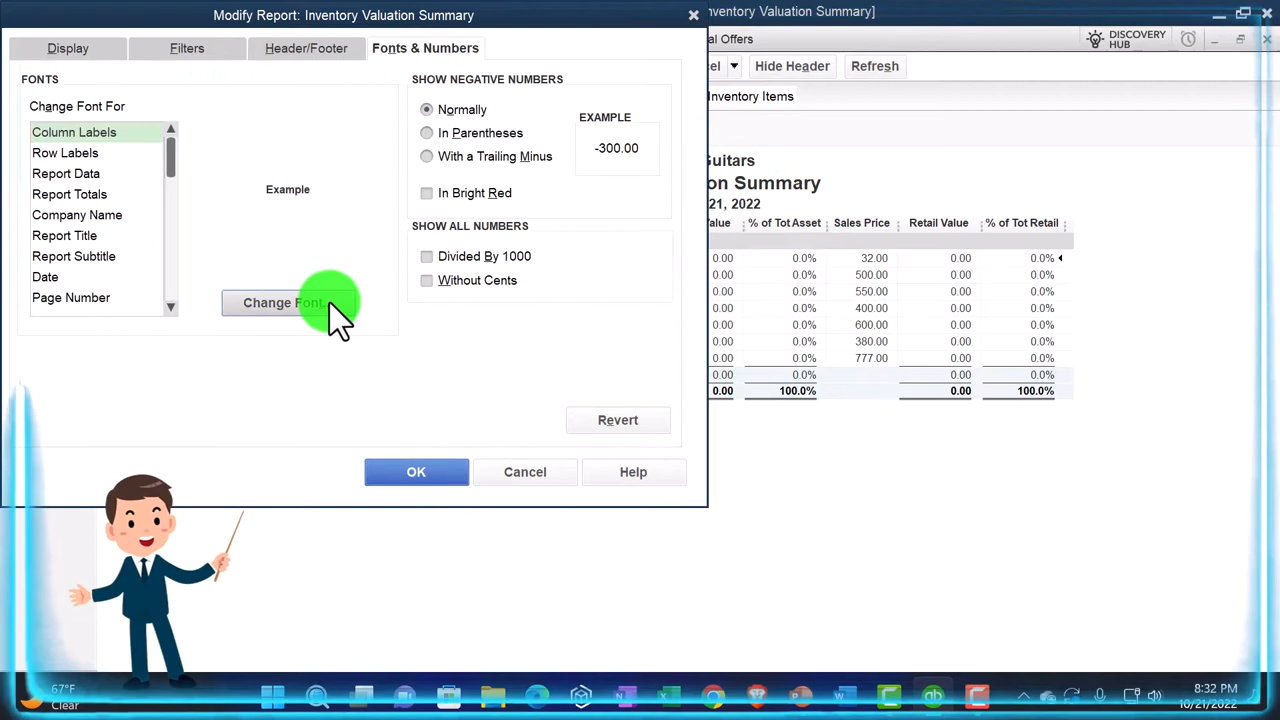 Modify Report: Inventory Valuation Summary
nventory Valuation Summary]
Display
Filters
Header/Footer
Fonts & Numbers
al Offers
DISCOVERY
HUB
cel
Hide Header
Refresh
Inventory Items
FONTS
Change Font For
Column Labels
Row Labels
Report Data
Report Totals
Company Name
Report Title
Report Subtitle
Date
Page Number
Example
Change Font...
SHOW NEGATIVE NUMBERS
Normally
In Parentheses
With a Trailing Minus
In Bright Red
EXAMPLE
-300.00
SHOW ALL NUMBERS
Divided By 1000
Without Cents
Revert
OK
Cancel
Help
Guitars
on Summary
21, 2022
Value % of Tot Asset Sales Price Retail Value % of Tot Retail
0.00 0.0% 32.00 0.00 0.0%
0.00 0.0% 500.00 0.00 0.0%
0.00 0.0% 550.00 0.00 0.0%
0.00 0.0% 400.00 0.00 0.0%
0.00 0.0% 600.00 0.00 0.0%
0.00 0.0% 380.00 0.00 0.0%
0.00 0.0% 777.00 0.00 0.0%
0.00 0.0% 0.00 0.0%
0.00 100.0% 0.00 100.0%
67°F
Clear
8:32 PM
10/21/2022